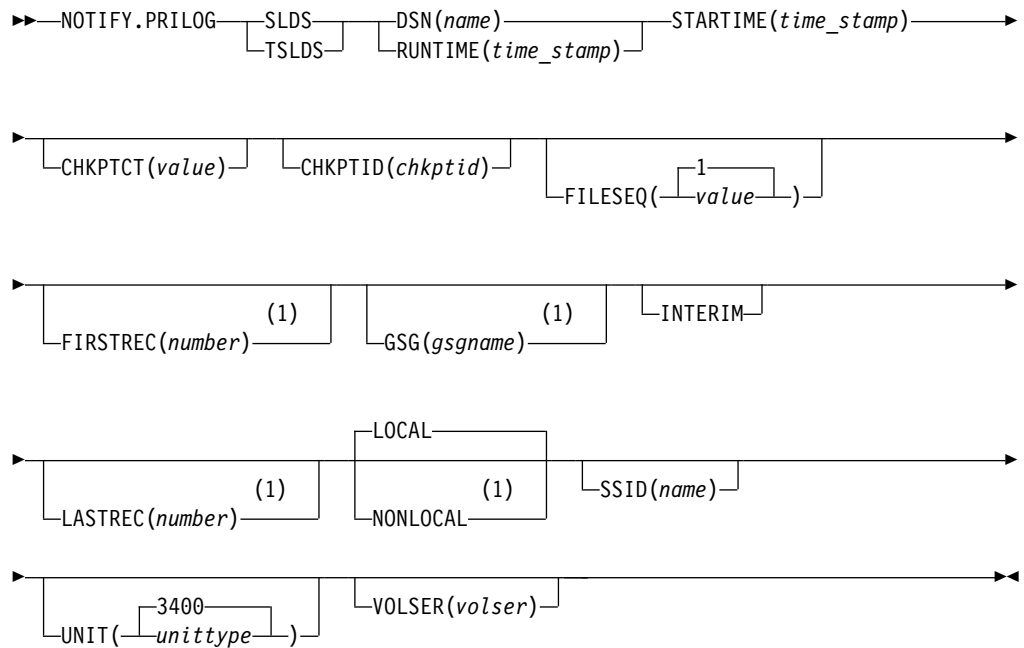 NOTIFY.PRILOG SLDS DSN(name) STARTIME(time_stamp)
TSLDS RUNTIME(time_stamp)
CHKPTCT(value) CHKPTID(chkptid) 1
FILESEQ( value )
(1) (1) INTERIM
FIRSTREC(number) GSG(gsgname)
LOCAL
(1) (1) SSID(name)
LASTREC(number) NONLOCAL
3400 VOLSER(volser)
UNIT( unittype )